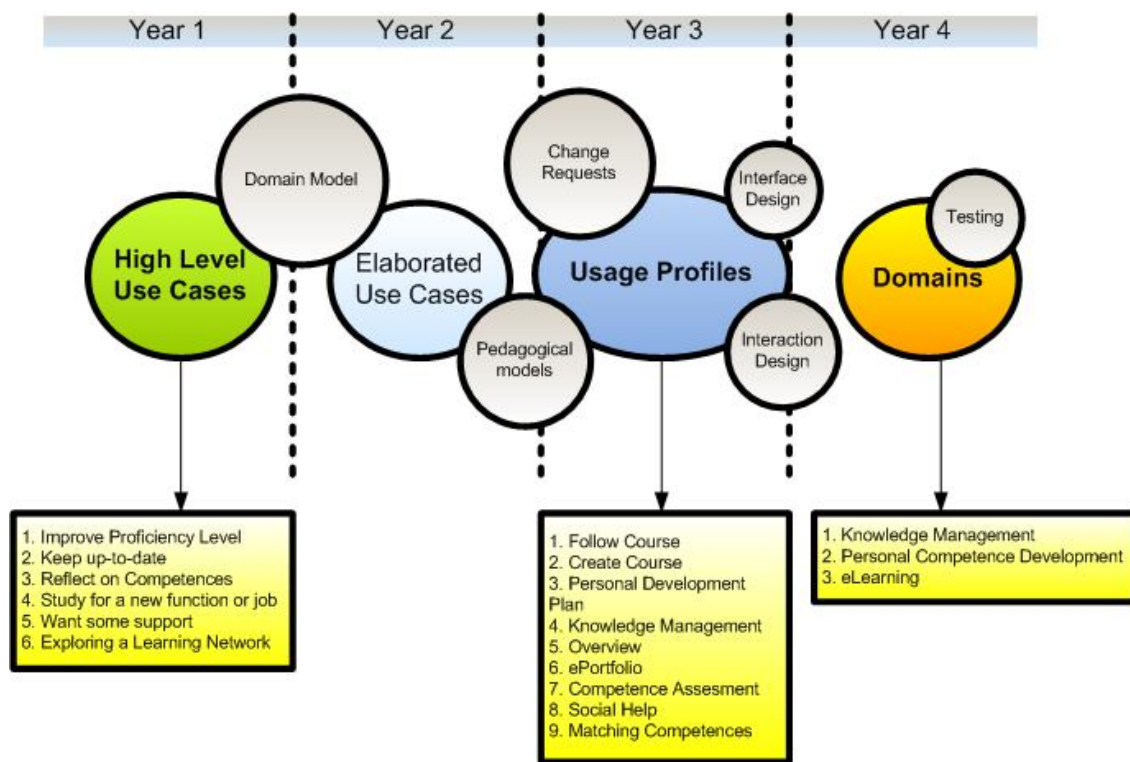 Year 1
Year 2
Year 3
Year 4
Domain Model
Change
Requests
Interface
Design
Testing
High Level
Use Cases
Elaborated
Use Cases
Usage Profiles
Domains
Pedagogical
models
Interaction
Design
1. Improve Proficiency Level
2. Keep up-to-date
3. Reflect on Competences
4. Study for a new function or job
5. Want some support
6. Exploring a Learning Network
1. Follow Course
2. Create Course
3. Personal Development
Plan
4. Knowledge Management
5. Overview
6. ePortfolio
7. Competence Assesment
8. Social Help
9. Matching Competences
1. Knowledge Management
2. Personal Competence Development
3. eLearning